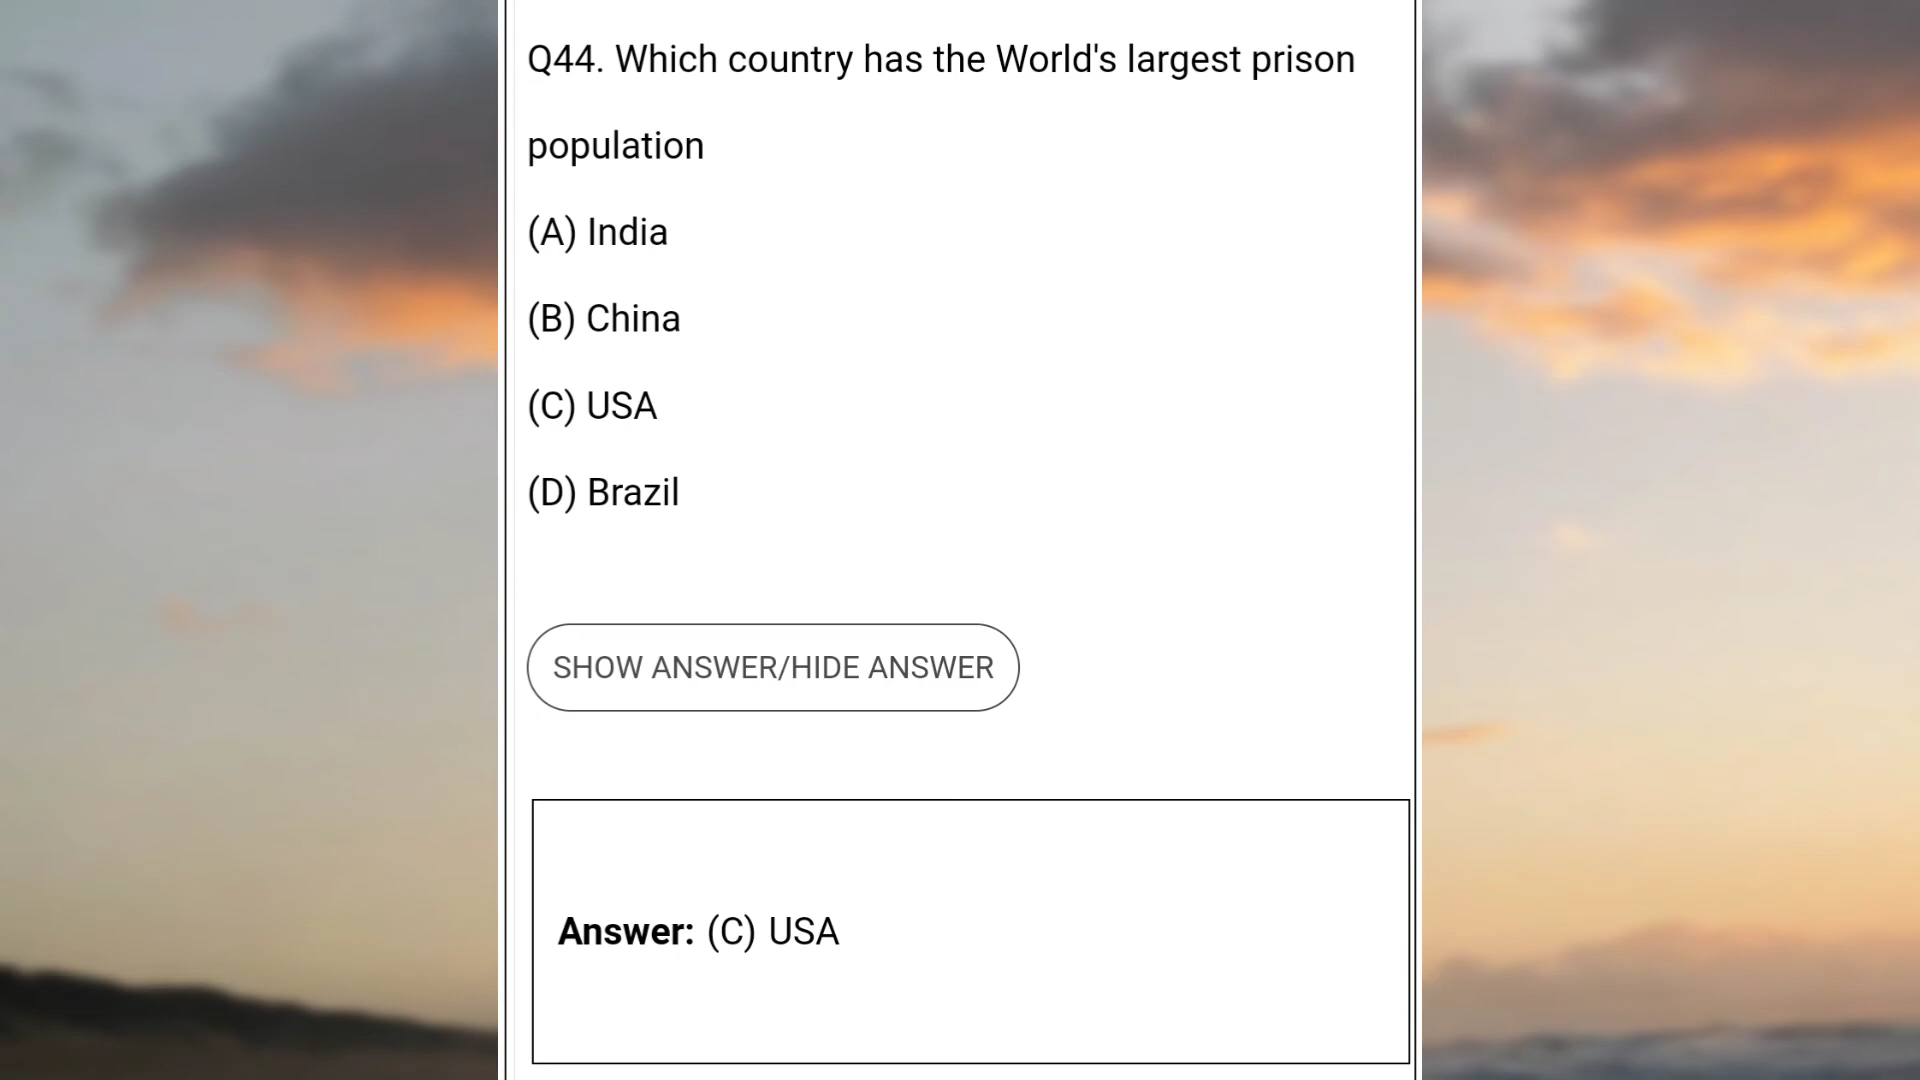 Q44. Which country has the World's largest prison
population
(A) India
(B) China
(C) USA
(D) Brazil
SHOW ANSWER/HIDE ANSWER
Answer: (C) USA